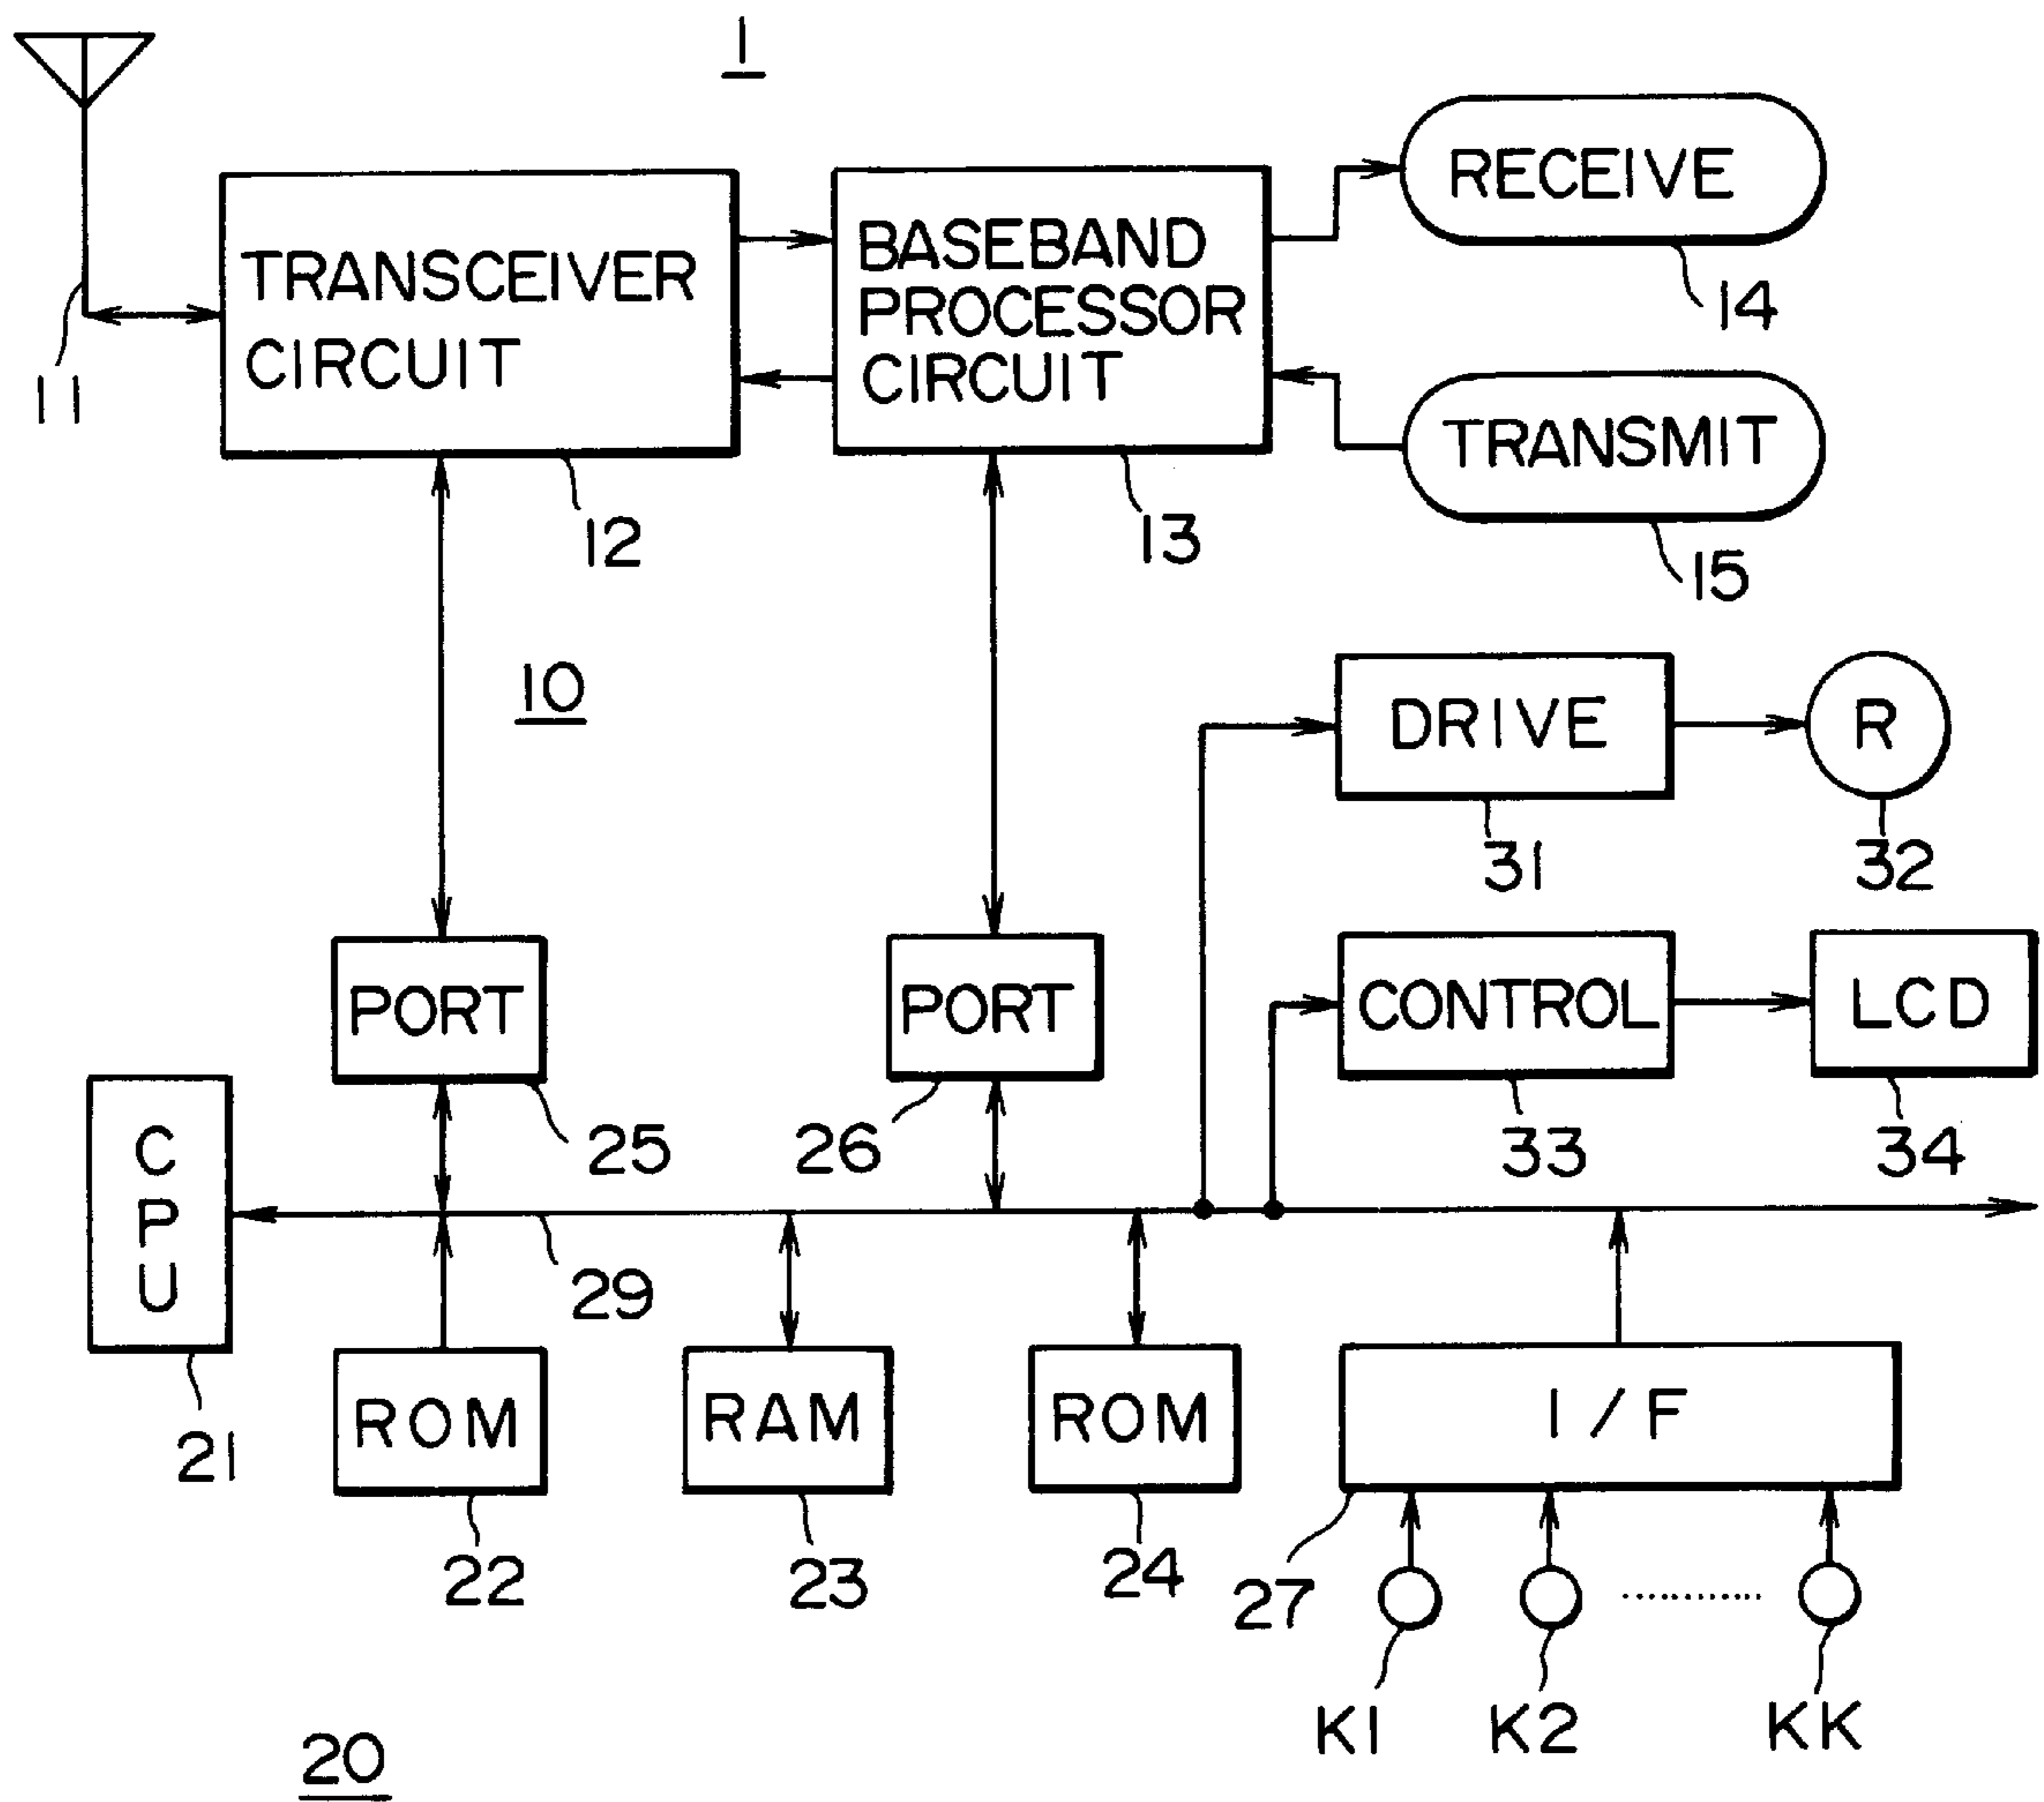 1
TRANSCEIVER
CIRCUIT
BASEBAND
PROCESSOR
CIRCUIT
RECEIVE
TRANSMIT
11
12
13
14
15
10
DRIVE
R
31
32
PORT
PORT
CONTROL
LCD
25
26
33
34
C
P
U
29
21
ROM
RAM
ROM
I/F
22
23
24
27
K1
K2
............
KK
20